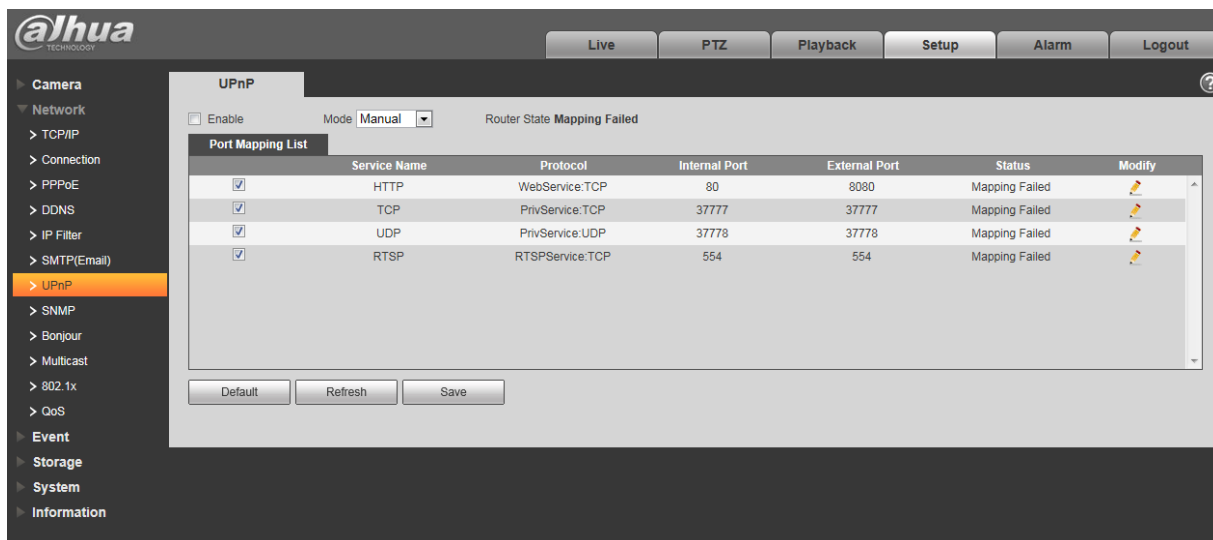 alhua
TECHNOLOGY
Live PTZ Playback Setup Alarm Logout
Camera
Network
> TCP/IP
> Connection
> PPPoE
> DDNS
> IP Filter
> SMTP(Email)
> UPnP
> SNMP
> Bonjour
> Multicast
> 802.1x
> QoS
Event
Storage
System
Information
UPnP
?
Enable Mode Manual Router State Mapping Failed
Port Mapping List
Service Name Protocol Internal Port External Port Status Modify
HTTP WebService:TCP 80 8080 Mapping Failed
TCP PrivService:TCP 37777 37777 Mapping Failed
UDP PrivService:UDP 37778 37778 Mapping Failed
RTSP RTSPService:TCP 554 554 Mapping Failed
Default Refresh Save